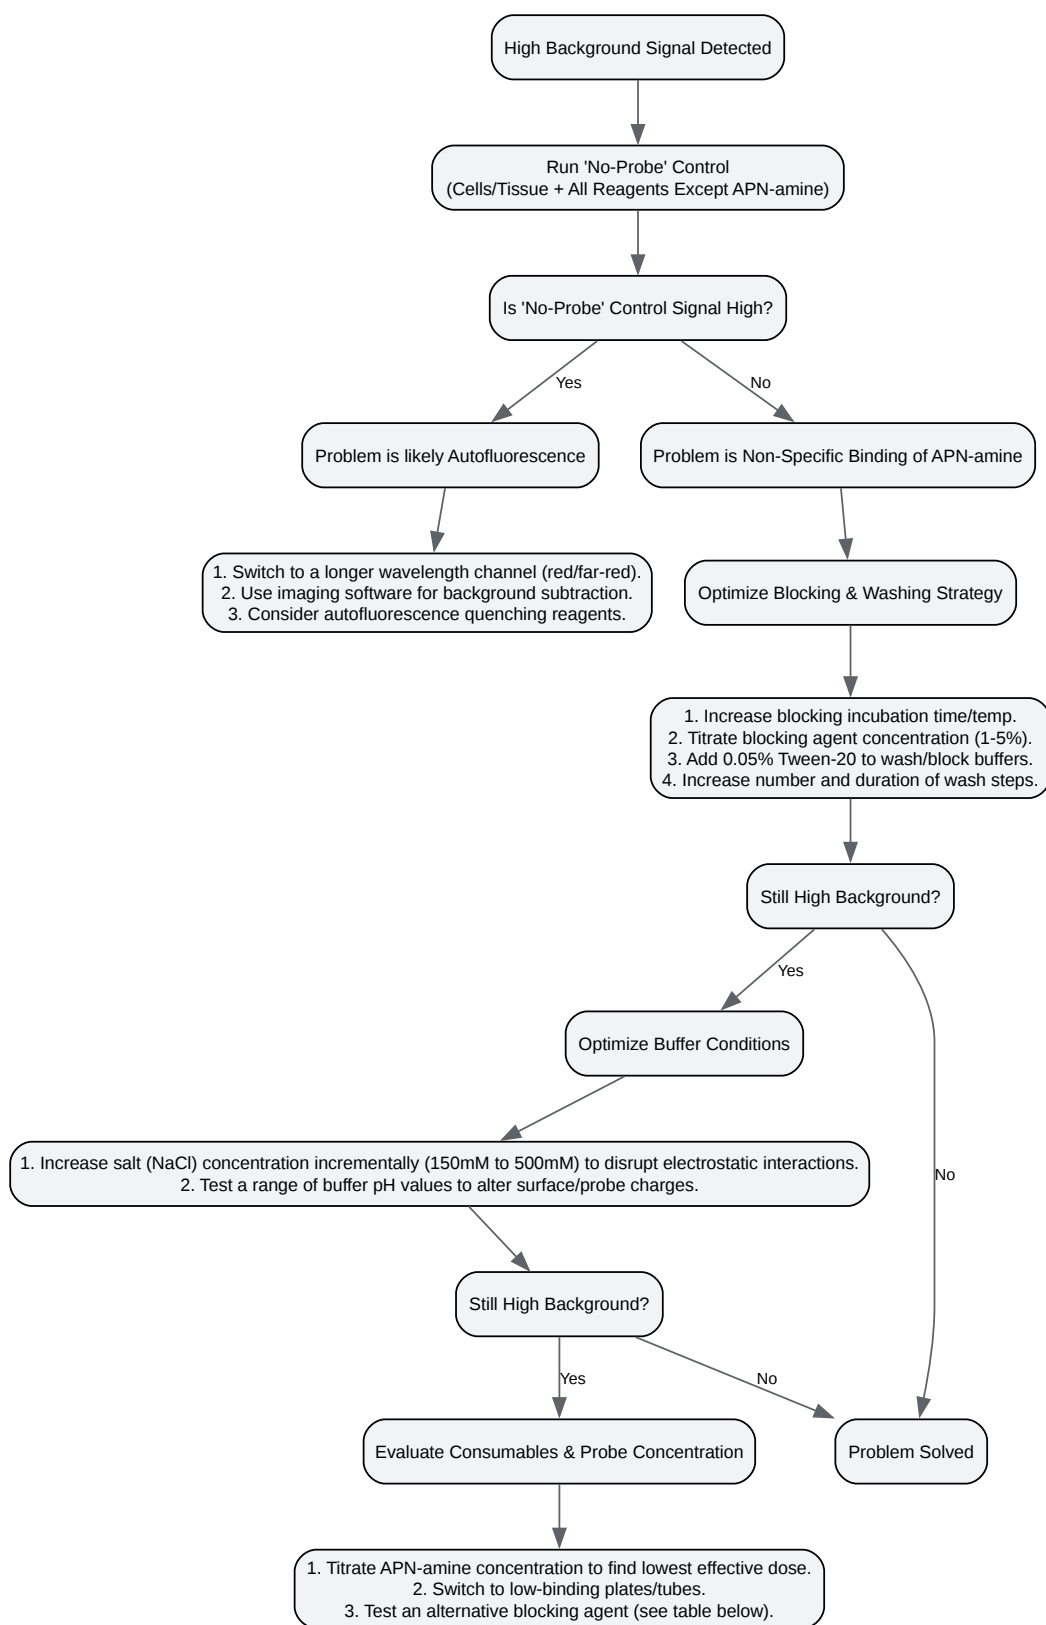 High Background Signal Detected
Run 'No-Probe' Control
(Cells/Tissue + All Reagents Except APN-amine)
Is 'No-Probe' Control Signal High?
Yes
No
Problem is likely Autofluorescence
Problem is Non-Specific Binding of APN-amine
1. Switch to a longer wavelength channel (red/far-red).
2. Use imaging software for background subtraction.
3. Consider autofluorescence quenching reagents.
Optimize Blocking & Washing Strategy
1. Increase blocking incubation time/temp.
2. Titrate blocking agent concentration (1-5%).
3. Add 0.05% Tween-20 to wash/block buffers.
4. Increase number and duration of wash steps.
Still High Background?
Yes
Optimize Buffer Conditions
1. Increase salt (NaCl) concentration incrementally (150mM to 500mM) to disrupt electrostatic interactions.
2. Test a range of buffer pH values to alter surface/probe charges.
No
Still High Background?
Yes
No
Evaluate Consumables & Probe Concentration
Problem Solved
1. Titrate APN-amine concentration to find lowest effective dose.
2. Switch to low-binding plates/tubes.
3. Test an alternative blocking agent (see table below).